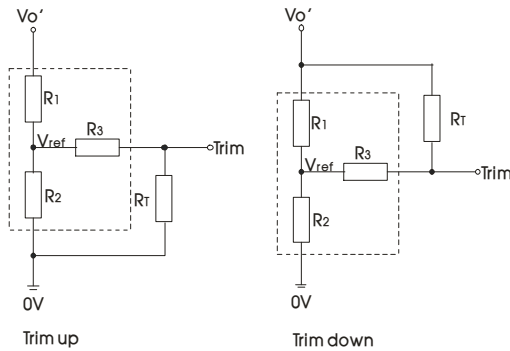 Vo'
R1
Vref
R3
Trim
R2
RT
0V
Trim up
Vo'
R1
RT
Vref
R3
Trim
R2
0V
Trim down